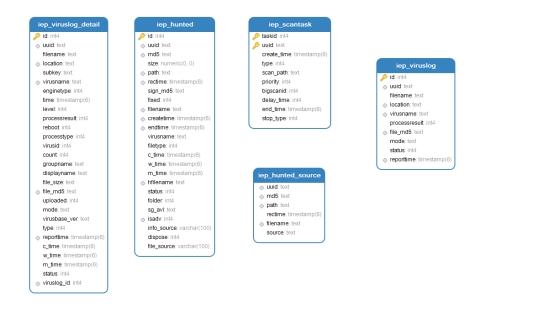 iep_viruslog_detail
id: int4
uuid: text
filename: text
location: text
subkey: text
virusname: text
enginetype: int4
time: timestamp(6)
level: int4
processresult: int4
reboot: int4
processtype: int4
virusid: int4
count: int4
groupname: text
displayname: text
file_size: text
file_md5: text
uploaded: int4
mode: text
virusbase_ver: text
type: int4
reporttime: timestamp(6)
c_time: timestamp(6)
w_time: timestamp(6)
m_time: timestamp(6)
status: int4
viruslog_id: int4
iep_hunted
id: int4
uuid: text
md5: text
size: numeric(0, 0)
path: text
rectime: timestamp(6)
sign_md5: text
fixed: int4
filename: text
createtime: timestamp(6)
endtime: timestamp(6)
virusname: text
filetype: int4
c_time: timestamp(6)
w_time: timestamp(6)
m_time: timestamp(6)
hfilename: text
status: int4
folder: int4
sg_avl: text
isadr: int4
info_source: varchar(100)
dispose: int4
file_source: varchar(100)
iep_scantask
taskid: int4
uuid: text
create_time: timestamp(6)
type: int4
scan_path: text
priority: int4
bigscanid: int4
delay_time: int4
end_time: timestamp(6)
stop_type: int4
iep_hunted_source
uuid: text
md5: text
path: text
rectime: timestamp(6)
filename: text
source: text
iep_viruslog
id: int4
uuid: text
filename: text
location: text
virusname: text
processresult: int4
file_md5: text
mode: text
status: int4
reporttime: timestamp(6)